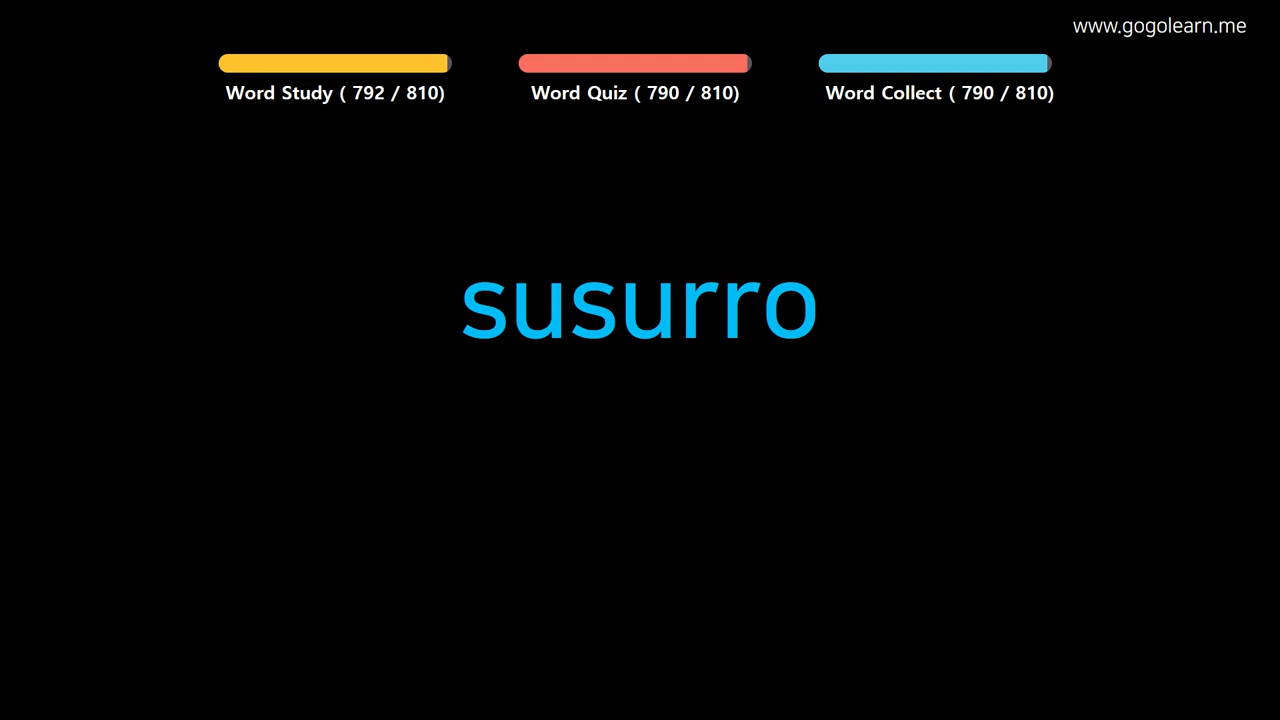 www.gogolearn.me
Word Study ( 792 / 810)
Word Quiz ( 790 / 810)
Word Collect ( 790 / 810)
susurro